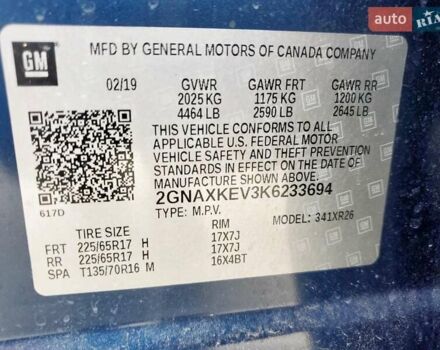 auto
RIA.com
GM
MFD BY GENERAL MOTORS OF CANADA COMPANY
02/19 GVWR GAWR FRT GAWR RR
2025 KG 1175 KG 1200 KG
4464 LB 2590 LB 2645 LB
THIS VEHICLE CONFORMS TO ALL
APPLICABLE U.S. FEDERAL MOTOR
VEHICLE SAFETY AND THEFT PREVENTION
STANDARDS IN EFFECT ON THE DATE OF
MANUFACTURE SHOWN ABOVE.
2GNAXKEV3K6233694
617D
TYPE: M.P.V. MODEL: 341XR26
TIRE SIZE RIM
FRT 225/65R17 H 17X7J
RR 225/65R17 H 17X7J
SPA T135/70R16 M 16X4BT